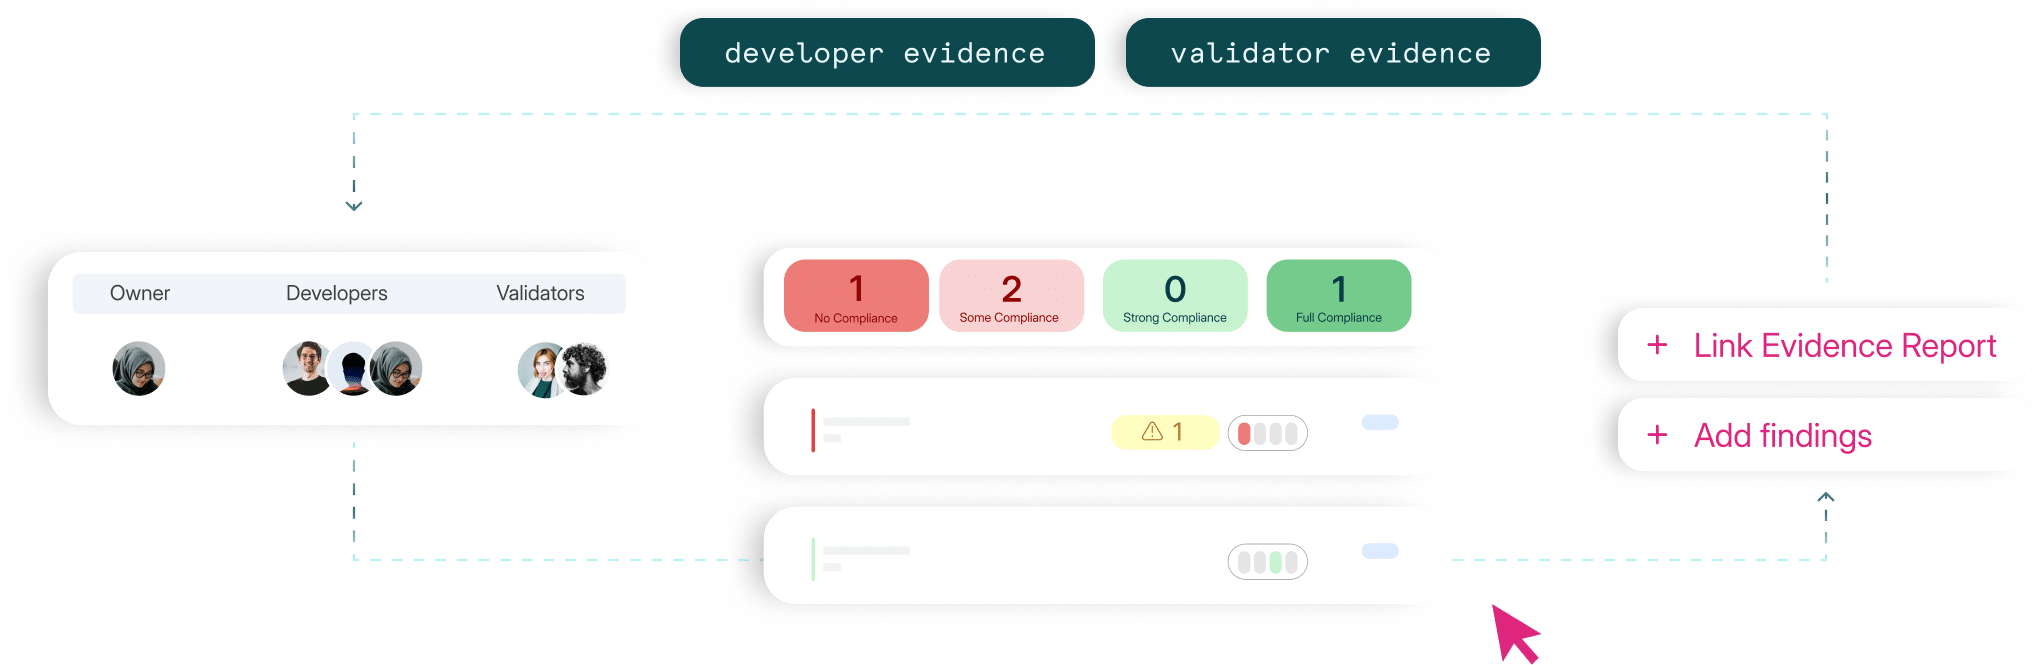 developer evidence
validator evidence
Owner
Developers
Validators
1
No Compliance
2
Some Compliance
0
Strong Compliance
1
Full Compliance
1
+ Link Evidence Report
+ Add findings